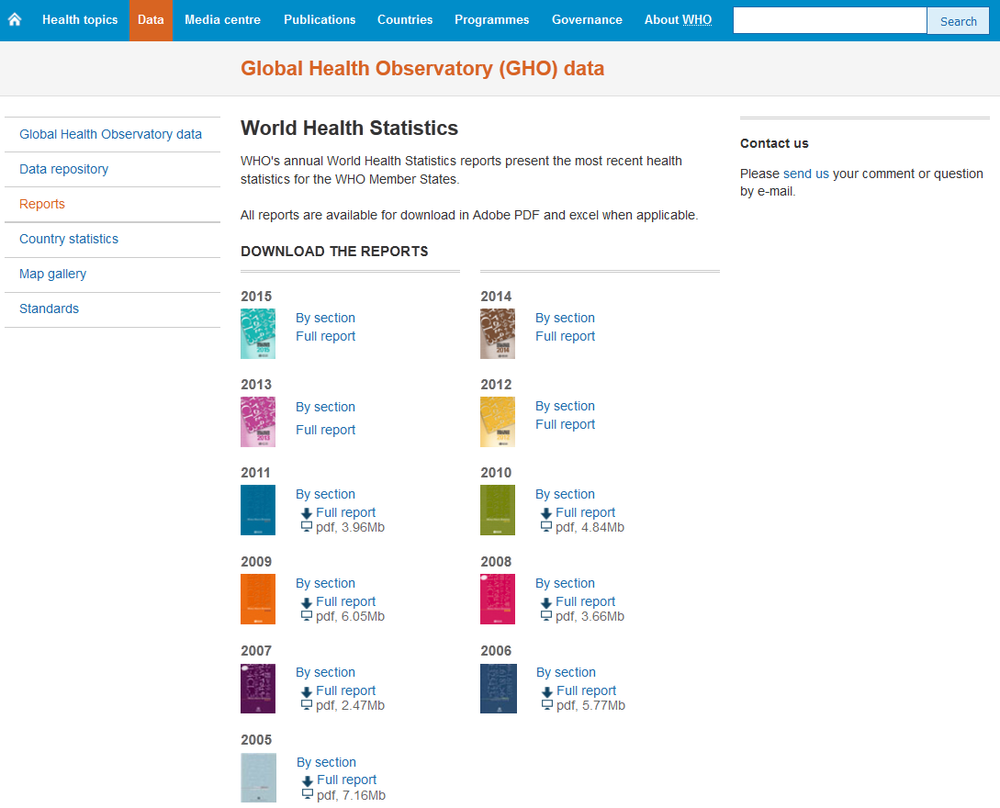 Health topics Data Media centre Publications Countries Programmes Governance About WHO Search
Global Health Observatory (GHO) data
Global Health Observatory data
Data repository
Reports
Country statistics
Map gallery
Standards
World Health Statistics
WHO's annual World Health Statistics reports present the most recent health
statistics for the WHO Member States.
All reports are available for download in Adobe PDF and excel when applicable.
DOWNLOAD THE REPORTS
2015
2015
By section
Full report
2014
2014
By section
Full report
2013
2013
By section
Full report
2012
2012
By section
Full report
2011
By section
Full report
pdf, 3.96Mb
2010
By section
Full report
pdf, 4.84Mb
2009
By section
Full report
pdf, 6.05Mb
2008
By section
Full report
pdf, 3.66Mb
2007
By section
Full report
pdf, 2.47Mb
2006
By section
Full report
pdf, 5.77Mb
2005
By section
Full report
pdf, 7.16Mb
Contact us
Please send us your comment or question
by e-mail.